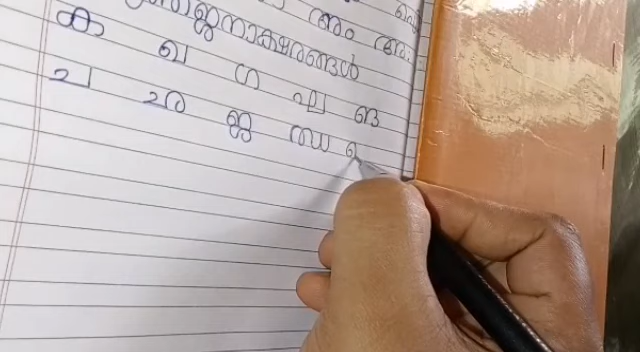 അം അഃ
വ്യഞ്ജനാക്ഷരങ്ങൾ
ക ഖ ഗ ഘ ങ
ച ഛ ജ ഝ